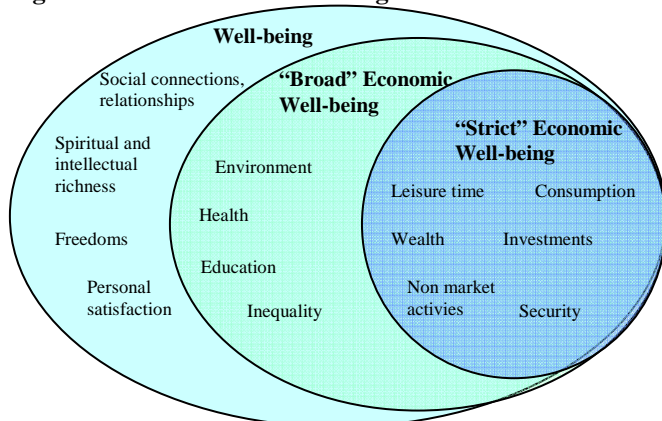 Well-being
Social connections,
relationships
Spiritual and
intellectual
richness
Freedoms
Personal
satisfaction
“Broad” Economic
Well-being
Environment
Health
Education
Inequality
“Strict” Economic
Well-being
Leisure time
Consumption
Wealth
Investments
Non market
activies
Security